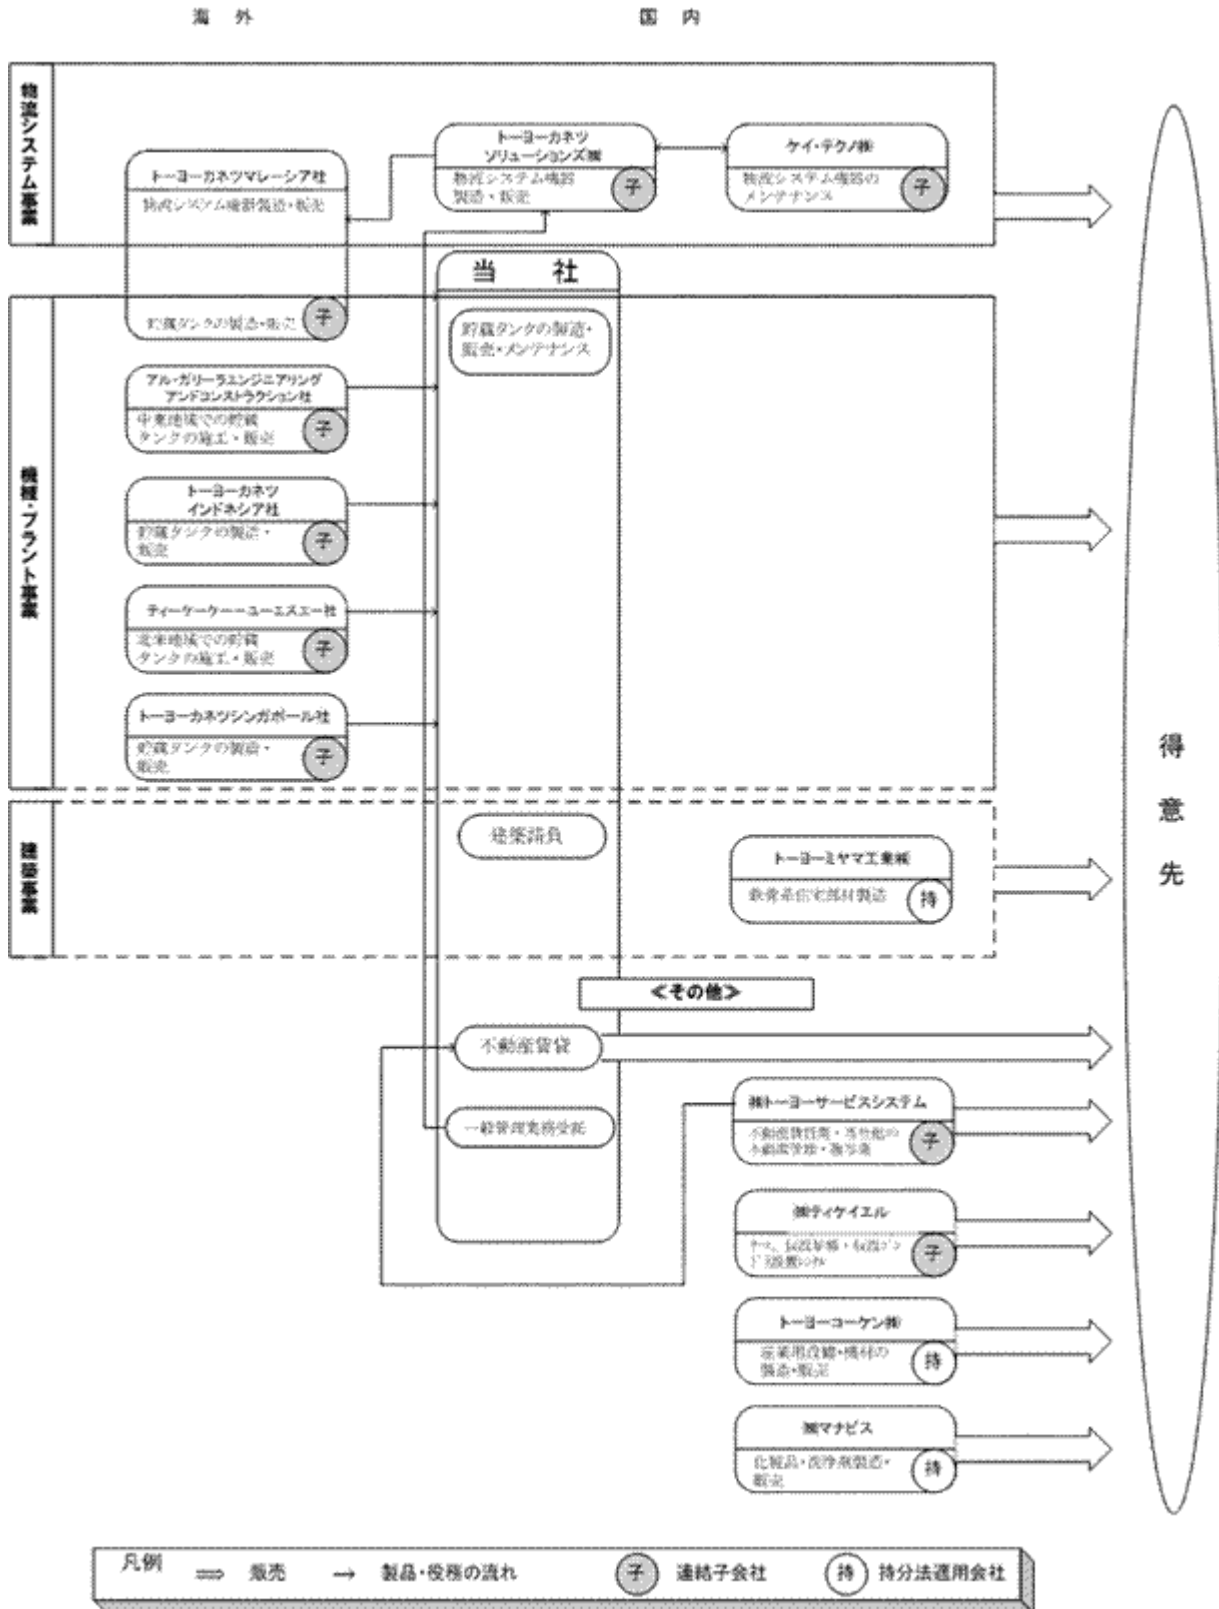 海 外
国 内
物流システム事業
トーヨーカネツマレーシア社
物流システム機器製造・販売
貯蔵タンクの製造・販売
子
トーヨーカネツ
ソリューションズ㈱
物流システム機器
製造・販売
子
ケイ・テクノ㈱
物流システム機器の
メンテナンス
子
当 社
機械・プラント事業
貯蔵タンクの製造・
販売・メンテナンス
アル・ガリーラエンジニアリング
アンドコンストラクション社
中東地域での貯蔵
タンクの施工・販売
子
トーヨーカネツ
インドネシア社
貯蔵タンクの製造・
販売
子
ティーケーケーユーエスエー社
北米地域での貯蔵
タンクの施工・販売
子
トーヨーカネツシンガポール社
貯蔵タンクの製造・
販売
子
建築事業
建築請負
トーヨーミヤマ工業㈱
鉄骨系住宅部材製造
持
≪その他≫
不動産賃貸
一般管理業務受託
㈱トーヨーサービスシステム
子
㈱ティケイエル
子
トーヨーコーケン㈱
産業用設備・機材の
製造・販売
持
㈱マナビス
化粧品・洗浄剤製造・
販売
持
得意先
凡例 ⇒ 販売 → 製品・役務の流れ 子 連結子会社 持 持分法適用会社